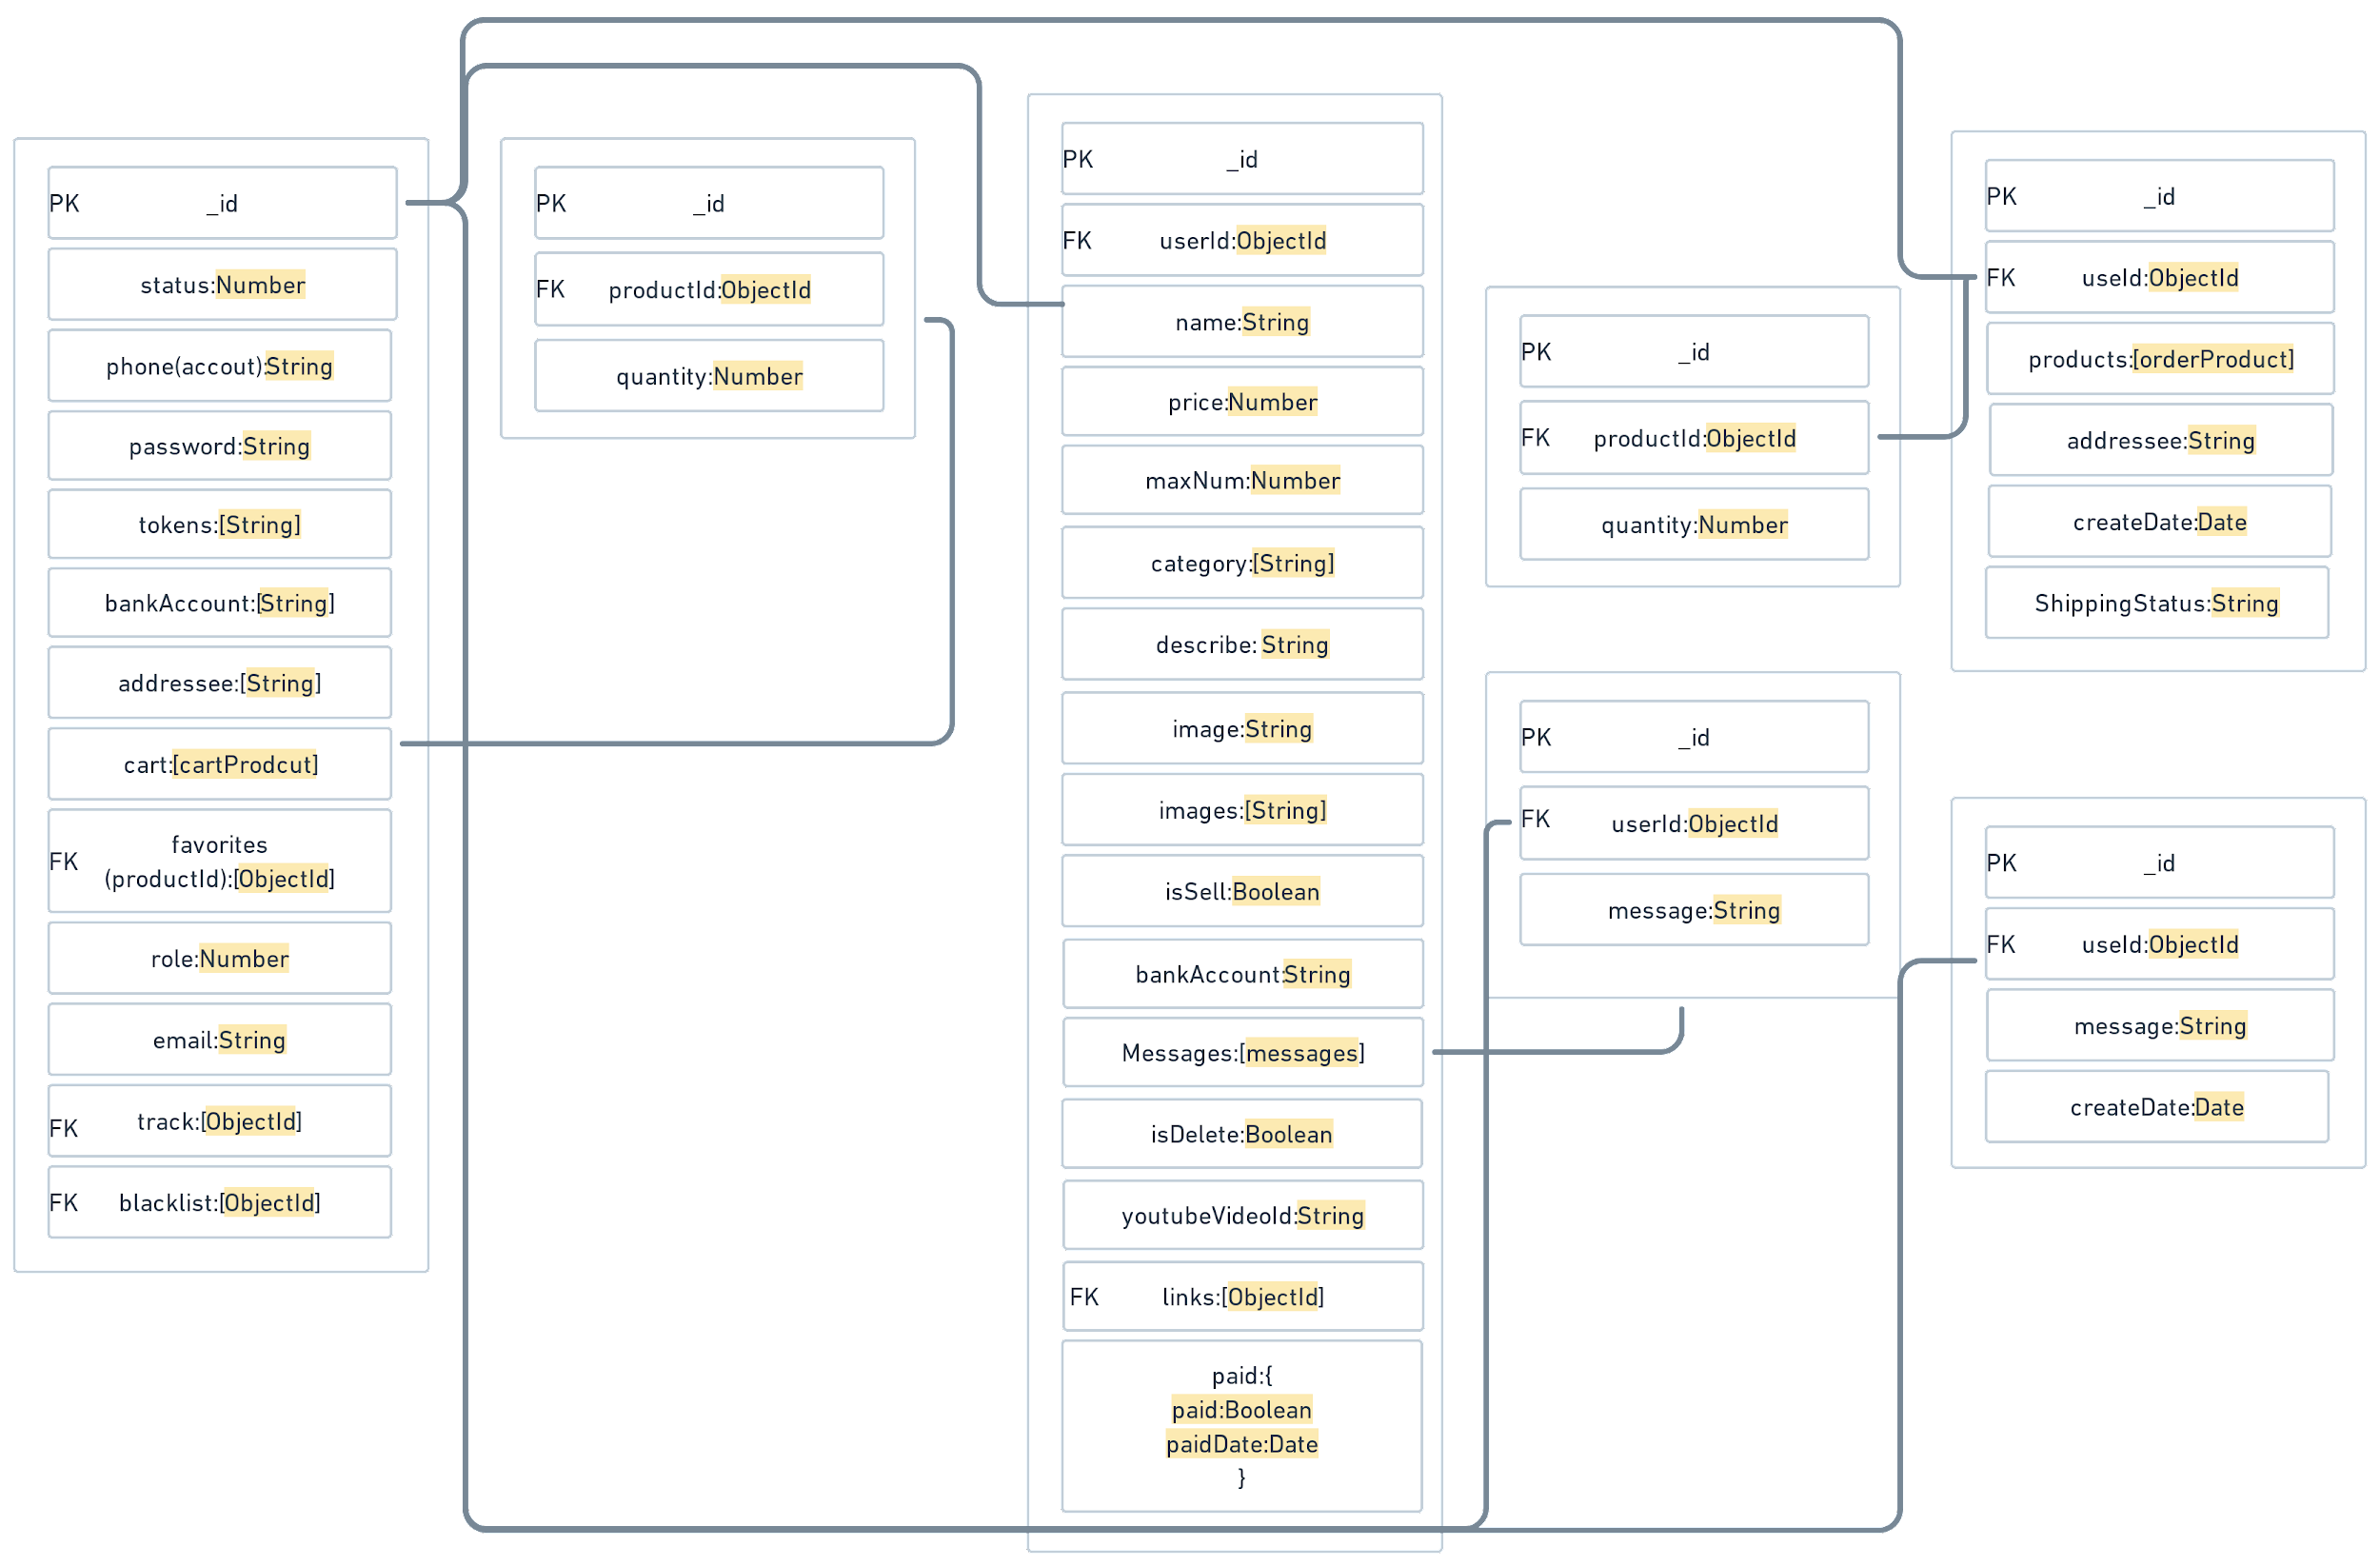 PK _id
status:Number
phone(accout):String
password:String
tokens:[String]
bankAccount:[String]
addressee:[String]
cart:[cartProdcut]
favorites
FK (productId):[ObjectId]
role:Number
email:String
FK track:[ObjectId]
FK blacklist:[ObjectId]
PK _id
FK productId:ObjectId
quantity:Number
PK _id
FK userId:ObjectId
name:String
price:Number
maxNum:Number
category:[String]
describe: String
image:String
images:[String]
isSell:Boolean
bankAccount:String
Messages:[messages]
isDelete:Boolean
youtubeVideoId:String
FK links:[ObjectId]
paid:{
paid:Boolean
paidDate:Date
}
PK _id
FK productId:ObjectId
quantity:Number
PK _id
FK userId:ObjectId
message:String
PK _id
FK useId:ObjectId
products:[orderProduct]
addressee:String
createDate:Date
ShippingStatus:String
PK _id
FK useId:ObjectId
message:String
createDate:Date